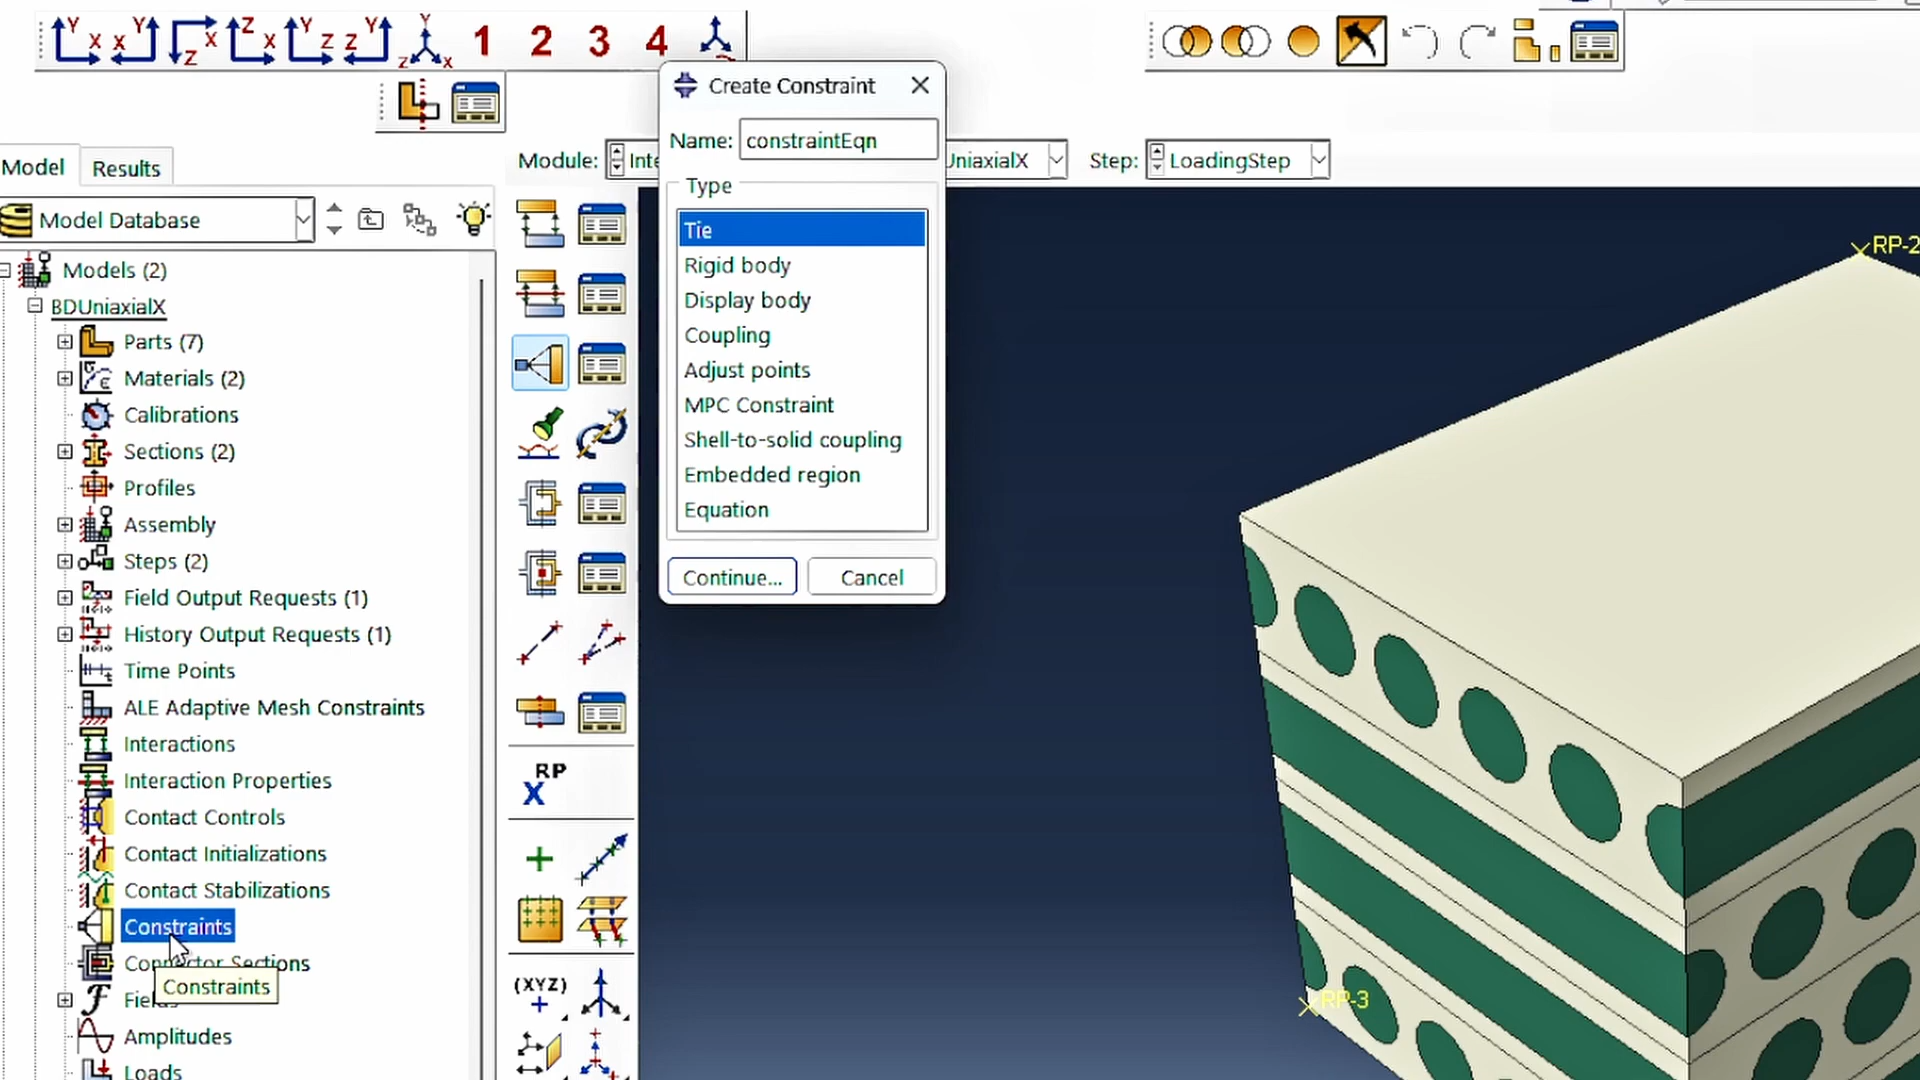 Y X Y X Z X Z X Y Z Z Y Y Z X 1 2 3 4
Create Constraint
Name: constraintEqn
Type
Tie
Rigid body
Display body
Coupling
Adjust points
MPC Constraint
Shell-to-solid coupling
Embedded region
Equation
Continue... Cancel
Model Results
Module: Inte UniaxialX Step: LoadingStep
Model Database
Models (2)
BDUniaxialX
Parts (7)
Materials (2)
Calibrations
Sections (2)
Profiles
Assembly
Steps (2)
Field Output Requests (1)
History Output Requests (1)
Time Points
ALE Adaptive Mesh Constraints
Interactions
Interaction Properties
Contact Controls
Contact Initializations
Contact Stabilizations
Constraints
Connector Sections
Constraints
Fiel
Amplitudes
Loads
RP
X
(XYZ)
RP-2
RP-3